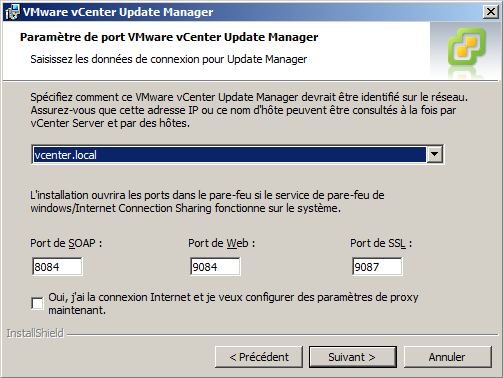 VMware vCenter Update Manager
Paramètre de port VMware vCenter Update Manager
Saisissez les données de connexion pour Update Manager
Spécifiez comment ce VMware vCenter Update Manager devrait être identifié sur le réseau.
Assurez-vous que cette adresse IP ou ce nom d'hôte peuvent être consultés à la fois par
vCenter Server et par des hôtes.
vcenter.local
L'installation ouvrira les ports dans le pare-feu si le service de pare-feu de
windows/Internet Connection Sharing fonctionne sur le système.
Port de SOAP : Port de Web : Port de SSL :
8084 9084 9087
Oui, j'ai la connexion Internet et je veux configurer des paramètres de proxy
maintenant.
InstallShield
< Précédent Suivant > Annuler